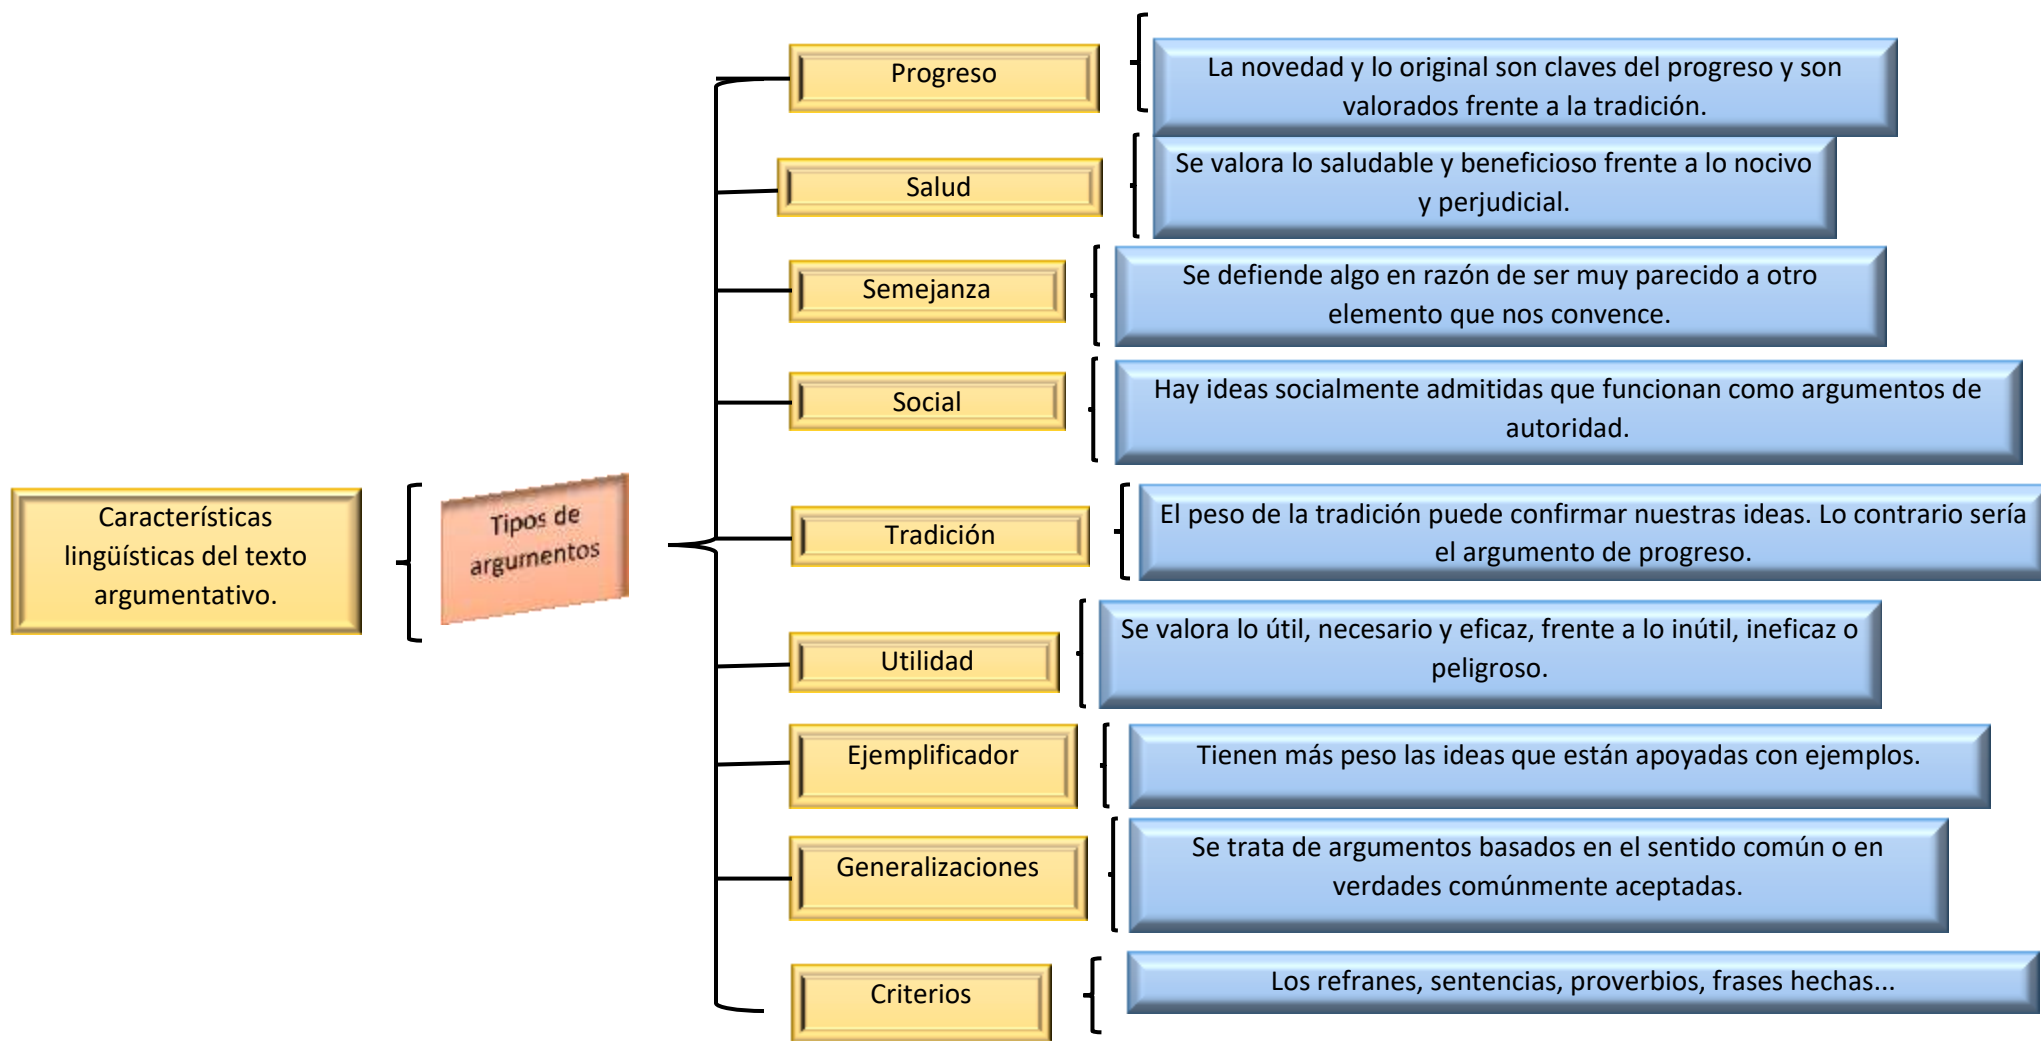 Características
lingüísticas del texto
argumentativo.
Tipos de
argumentos
Progreso
La novedad y lo original son claves del progreso y son
valorados frente a la tradición.
Salud
Se valora lo saludable y beneficioso frente a lo nocivo
y perjudicial.
Semejanza
Se defiende algo en razón de ser muy parecido a otro
elemento que nos convence.
Social
Hay ideas socialmente admitidas que funcionan como argumentos de
autoridad.
Tradición
El peso de la tradición puede confirmar nuestras ideas. Lo contrario sería
el argumento de progreso.
Utilidad
Se valora lo útil, necesario y eficaz, frente a lo inútil, ineficaz o
peligroso.
Ejemplificador
Tienen más peso las ideas que están apoyadas con ejemplos.
Generalizaciones
Se trata de argumentos basados en el sentido común o en
verdades comúnmente aceptadas.
Criterios
Los refranes, sentencias, proverbios, frases hechas...